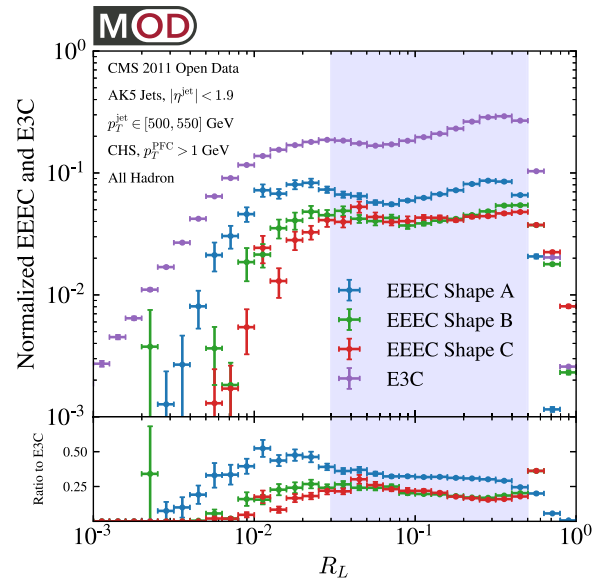 MOD
CMS 2011 Open Data
AK5 Jets, |η^jet| < 1.9
p_T^jet ∈ [500, 550] GeV
CHS, p_T^PFC > 1 GeV
All Hadron
Normalized EEEC and E3C
10^0
10^-1
10^-2
10^-3
EEEC Shape A
EEEC Shape B
EEEC Shape C
E3C
Ratio to E3C
0.50
0.25
10^-3
10^-2
10^-1
10^0
R_L